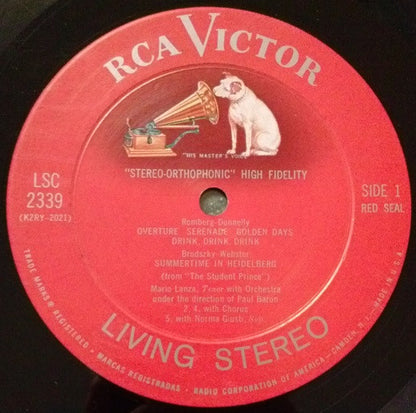 RCA VICTOR
"HIS MASTER'S VOICE"
"STEREO-ORTHOPHONIC" HIGH FIDELITY
LSC
2339
(K2RY-2021)
SIDE 1
RED SEAL
Romberg-Donnelly
OVERTURE SERENADE GOLDEN DAYS
DRINK, DRINK, DRINK
Brodszky-Webster:
SUMMERTIME IN HEIDELBERG
(from "The Student Prince")
Mario Lanza, Tenor with Orchestra
under the direction of Paul Baron
2, 4, with Chorus
5, with Norma Giusti, Sop.
LIVING STEREO
TRADE MARKS ® REGISTERED • MARCAS REGISTRADAS • RADIO CORPORATION OF AMERICA • CAMDEN, N. J. • MADE IN U.S.A.